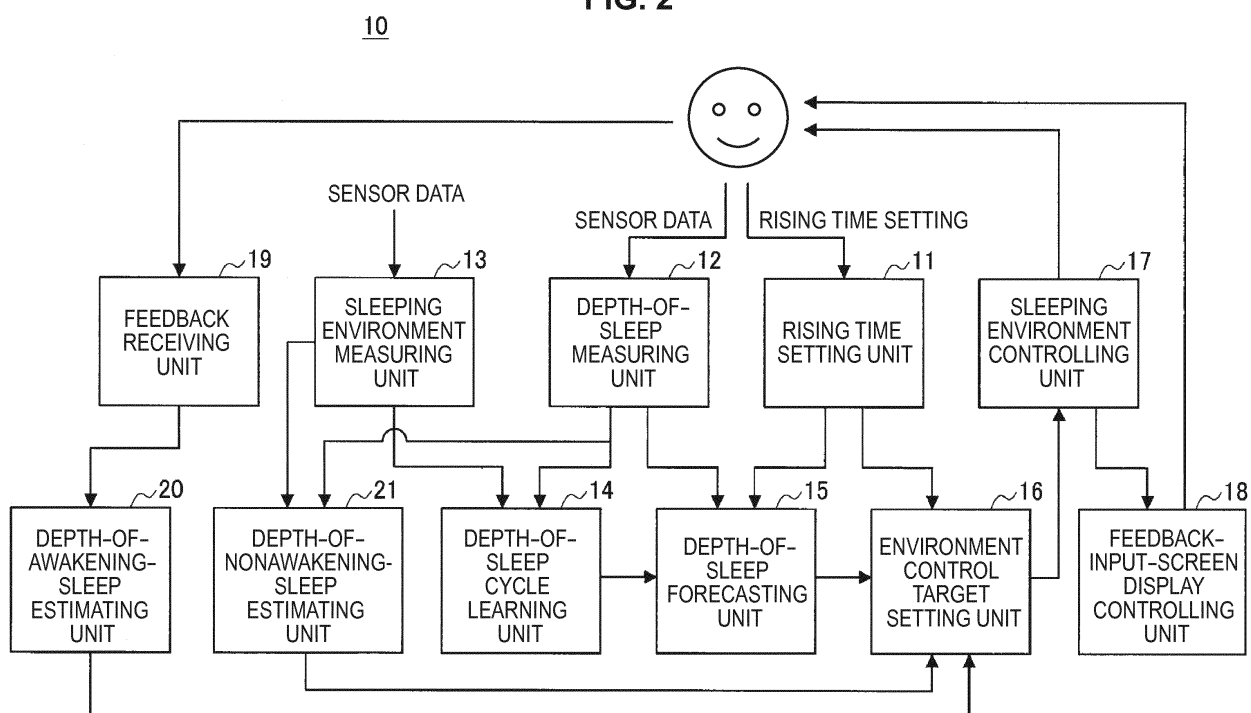 FIG. 2
10
SENSOR DATA
SENSOR DATA
RISING TIME SETTING
19
13
12
11
17
FEEDBACK
RECEIVING
UNIT
SLEEPING
ENVIRONMENT
MEASURING
UNIT
DEPTH-OF-
SLEEP
MEASURING
UNIT
RISING TIME
SETTING UNIT
SLEEPING
ENVIRONMENT
CONTROLLING
UNIT
20
21
14
15
16
18
DEPTH-OF-
AWAKENING-
SLEEP
ESTIMATING
UNIT
DEPTH-OF-
NONAWAKENING-
SLEEP
ESTIMATING
UNIT
DEPTH-OF-
SLEEP
CYCLE
LEARNING
UNIT
DEPTH-OF-
SLEEP
FORECASTING
UNIT
ENVIRONMENT
CONTROL
TARGET
SETTING UNIT
FEEDBACK-
INPUT-SCREEN
DISPLAY
CONTROLLING
UNIT